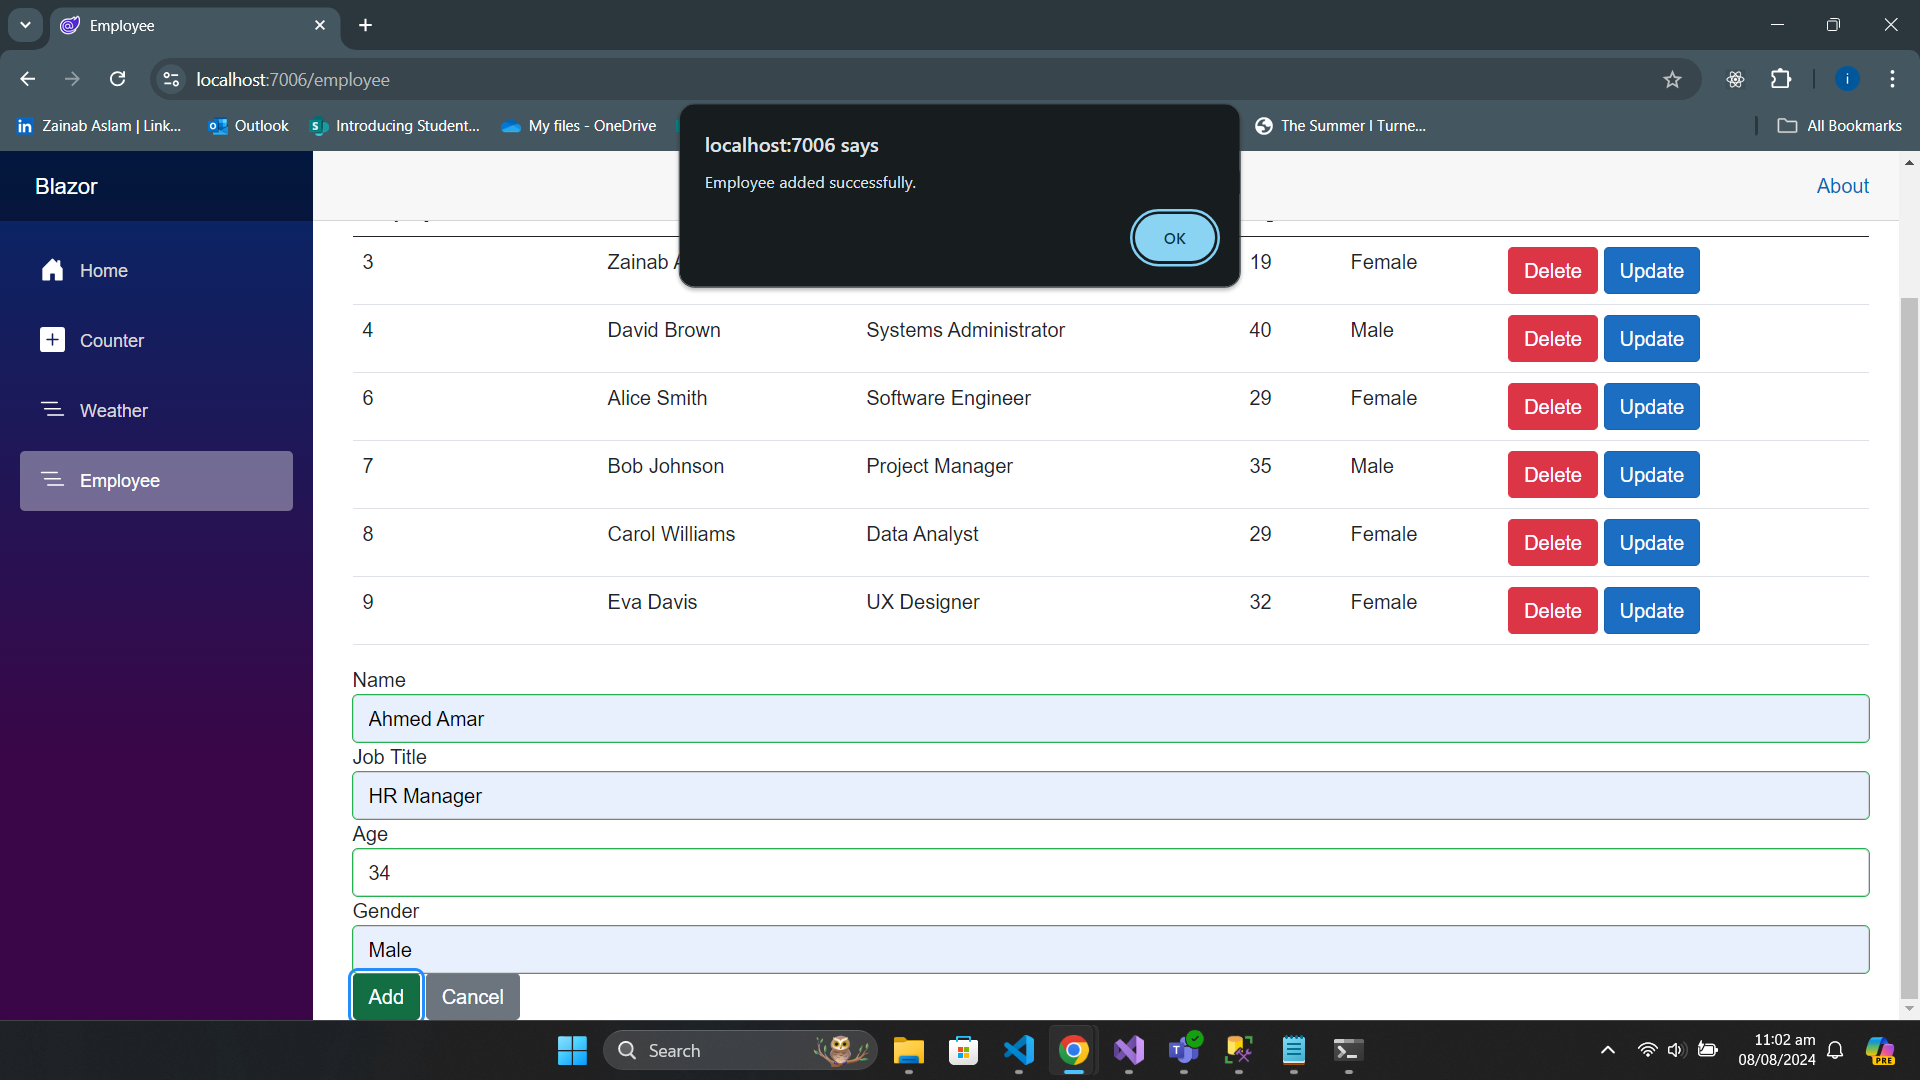 Employee
localhost:7006/employee
Zainab Aslam | Link... Outlook Introducing Student... My files - OneDrive The Summer I Turne... All Bookmarks
localhost:7006 says
Employee added successfully.
OK
Blazor
About
Home
Counter
Weather
Employee
3 Zainab 19 Female Delete Update
4 David Brown Systems Administrator 40 Male Delete Update
6 Alice Smith Software Engineer 29 Female Delete Update
7 Bob Johnson Project Manager 35 Male Delete Update
8 Carol Williams Data Analyst 29 Female Delete Update
9 Eva Davis UX Designer 32 Female Delete Update
Name
Ahmed Amar
Job Title
HR Manager
Age
34
Gender
Male
Add Cancel
Search
11:02 am
08/08/2024